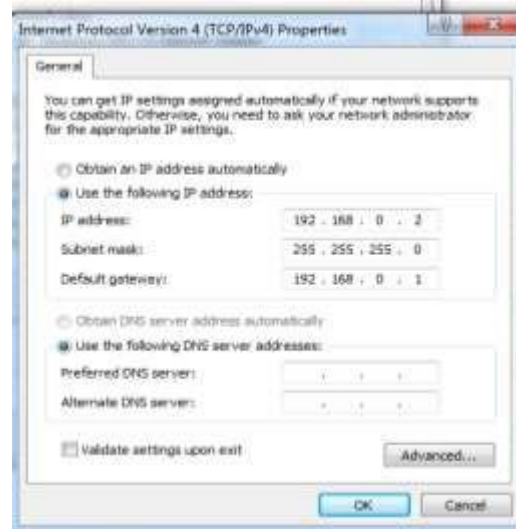 Internet Protocol Version 4 (TCP/IPv4) Properties
General
You can get IP settings assigned automatically if your network supports
this capability. Otherwise, you need to ask your network administrator
for the appropriate IP settings.
Obtain an IP address automatically
Use the following IP address:
IP address: 192 . 168 . 0 . 2
Subnet mask: 255 . 255 . 255 . 0
Default gateway: 192 . 168 . 0 . 1
Obtain DNS server address automatically
Use the following DNS server addresses:
Preferred DNS server: . . .
Alternate DNS server: . . .
Validate settings upon exit
Advanced...
OK Cancel